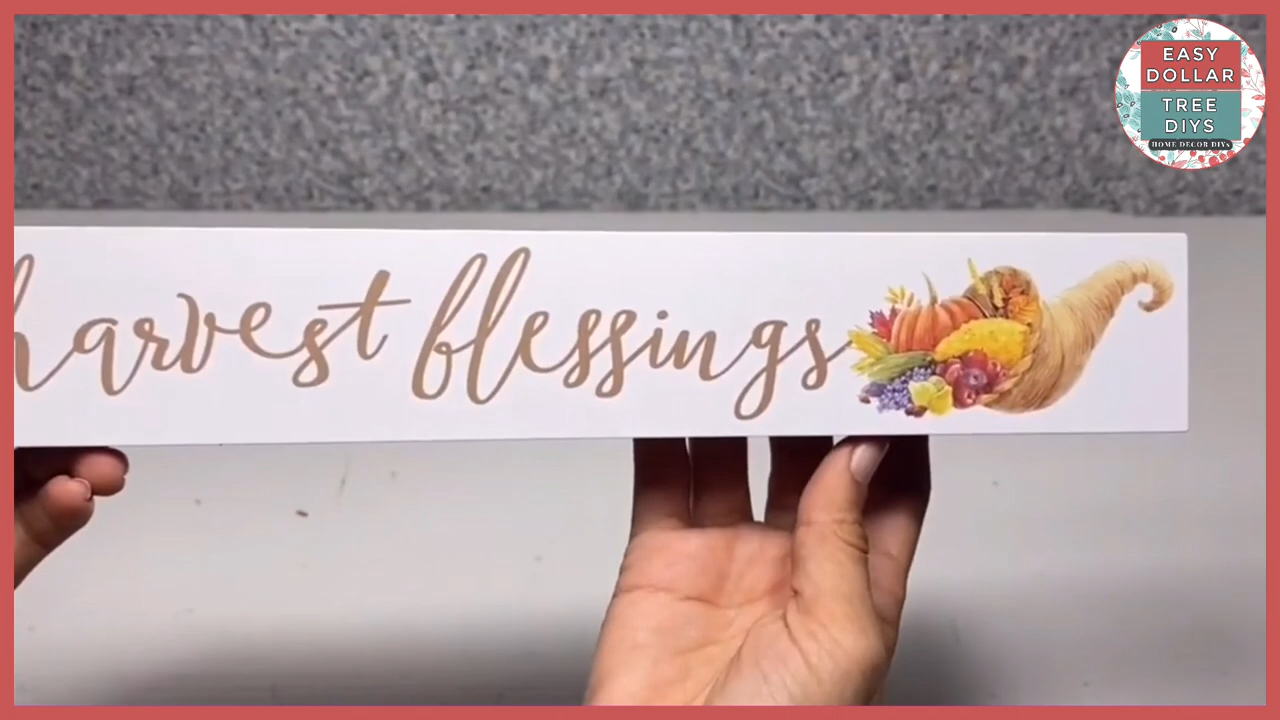 EASY
DOLLAR
TREE
DIYS
HOME DECOR DIYs
harvest blessings